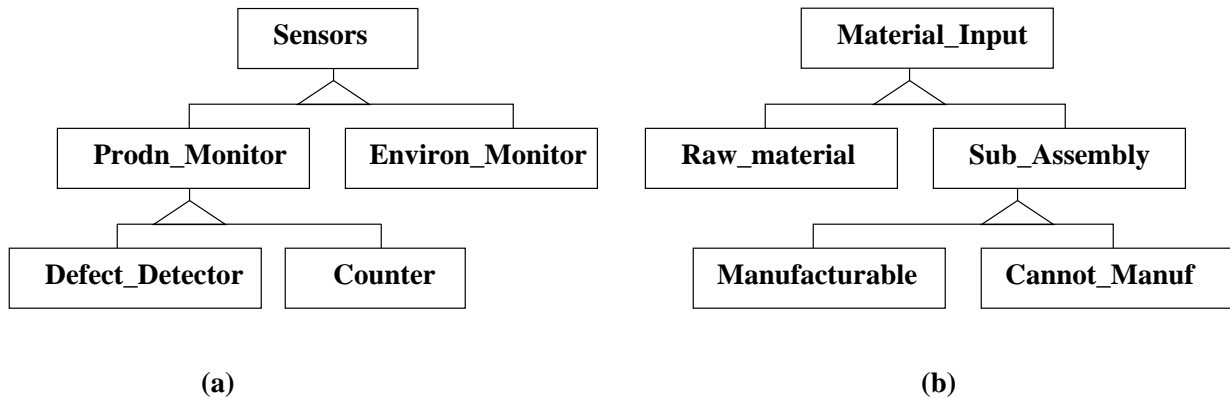 Sensors
Prodn_Monitor
Environ_Monitor
Defect_Detector
Counter
(a)
Material_Input
Raw_material
Sub_Assembly
Manufacturable
Cannot_Manuf
(b)